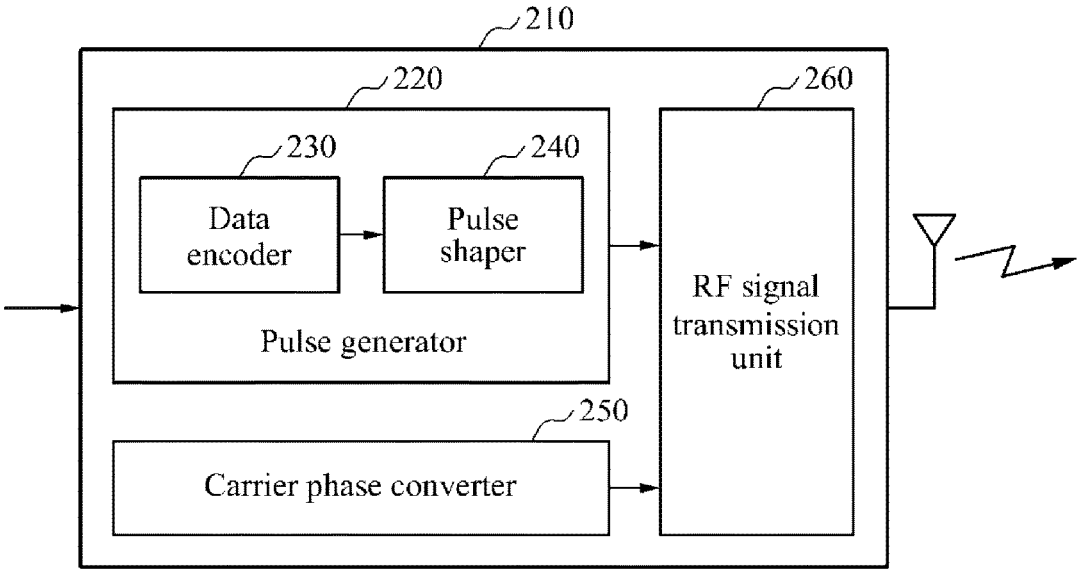 210
220
260
230
240
Data
encoder
Pulse
shaper
Pulse generator
RF signal
transmission
unit
250
Carrier phase converter